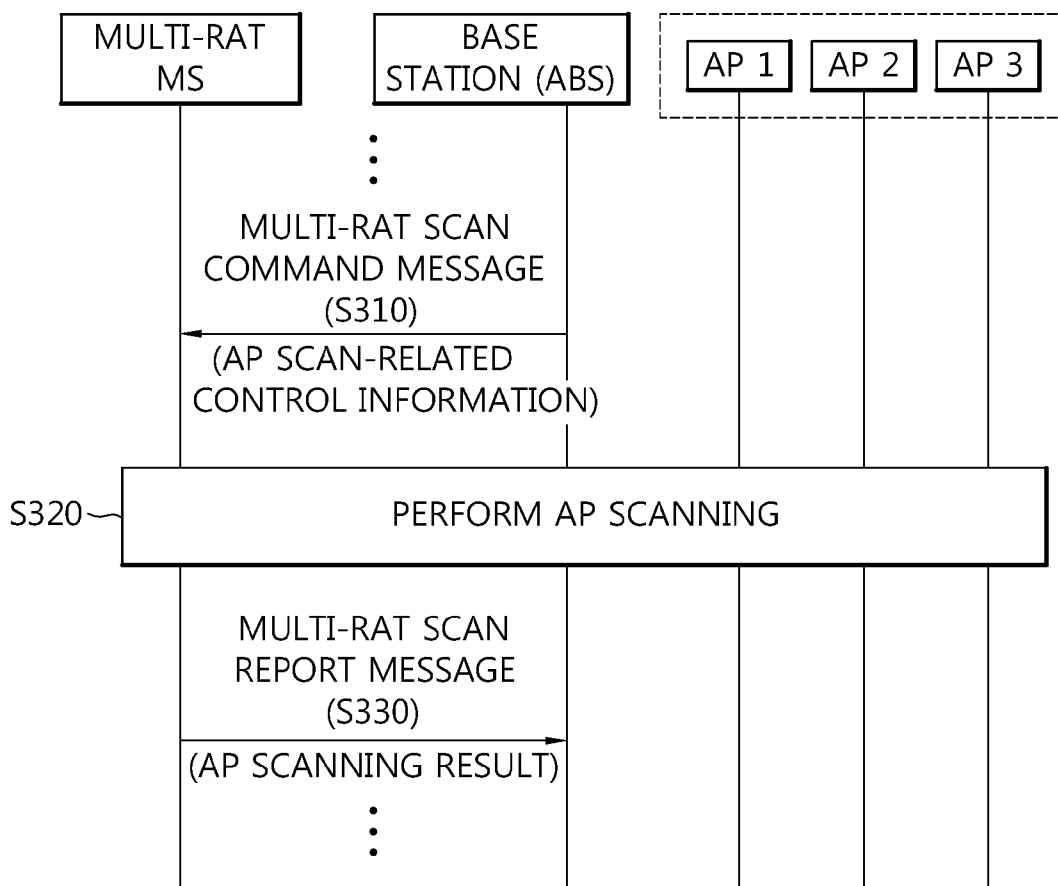 MULTI-RAT
MS
BASE
STATION (ABS)
AP 1
AP 2
AP 3
MULTI-RAT SCAN
COMMAND MESSAGE
(S310)
(AP SCAN-RELATED
CONTROL INFORMATION)
S320
PERFORM AP SCANNING
MULTI-RAT SCAN
REPORT MESSAGE
(S330)
(AP SCANNING RESULT)